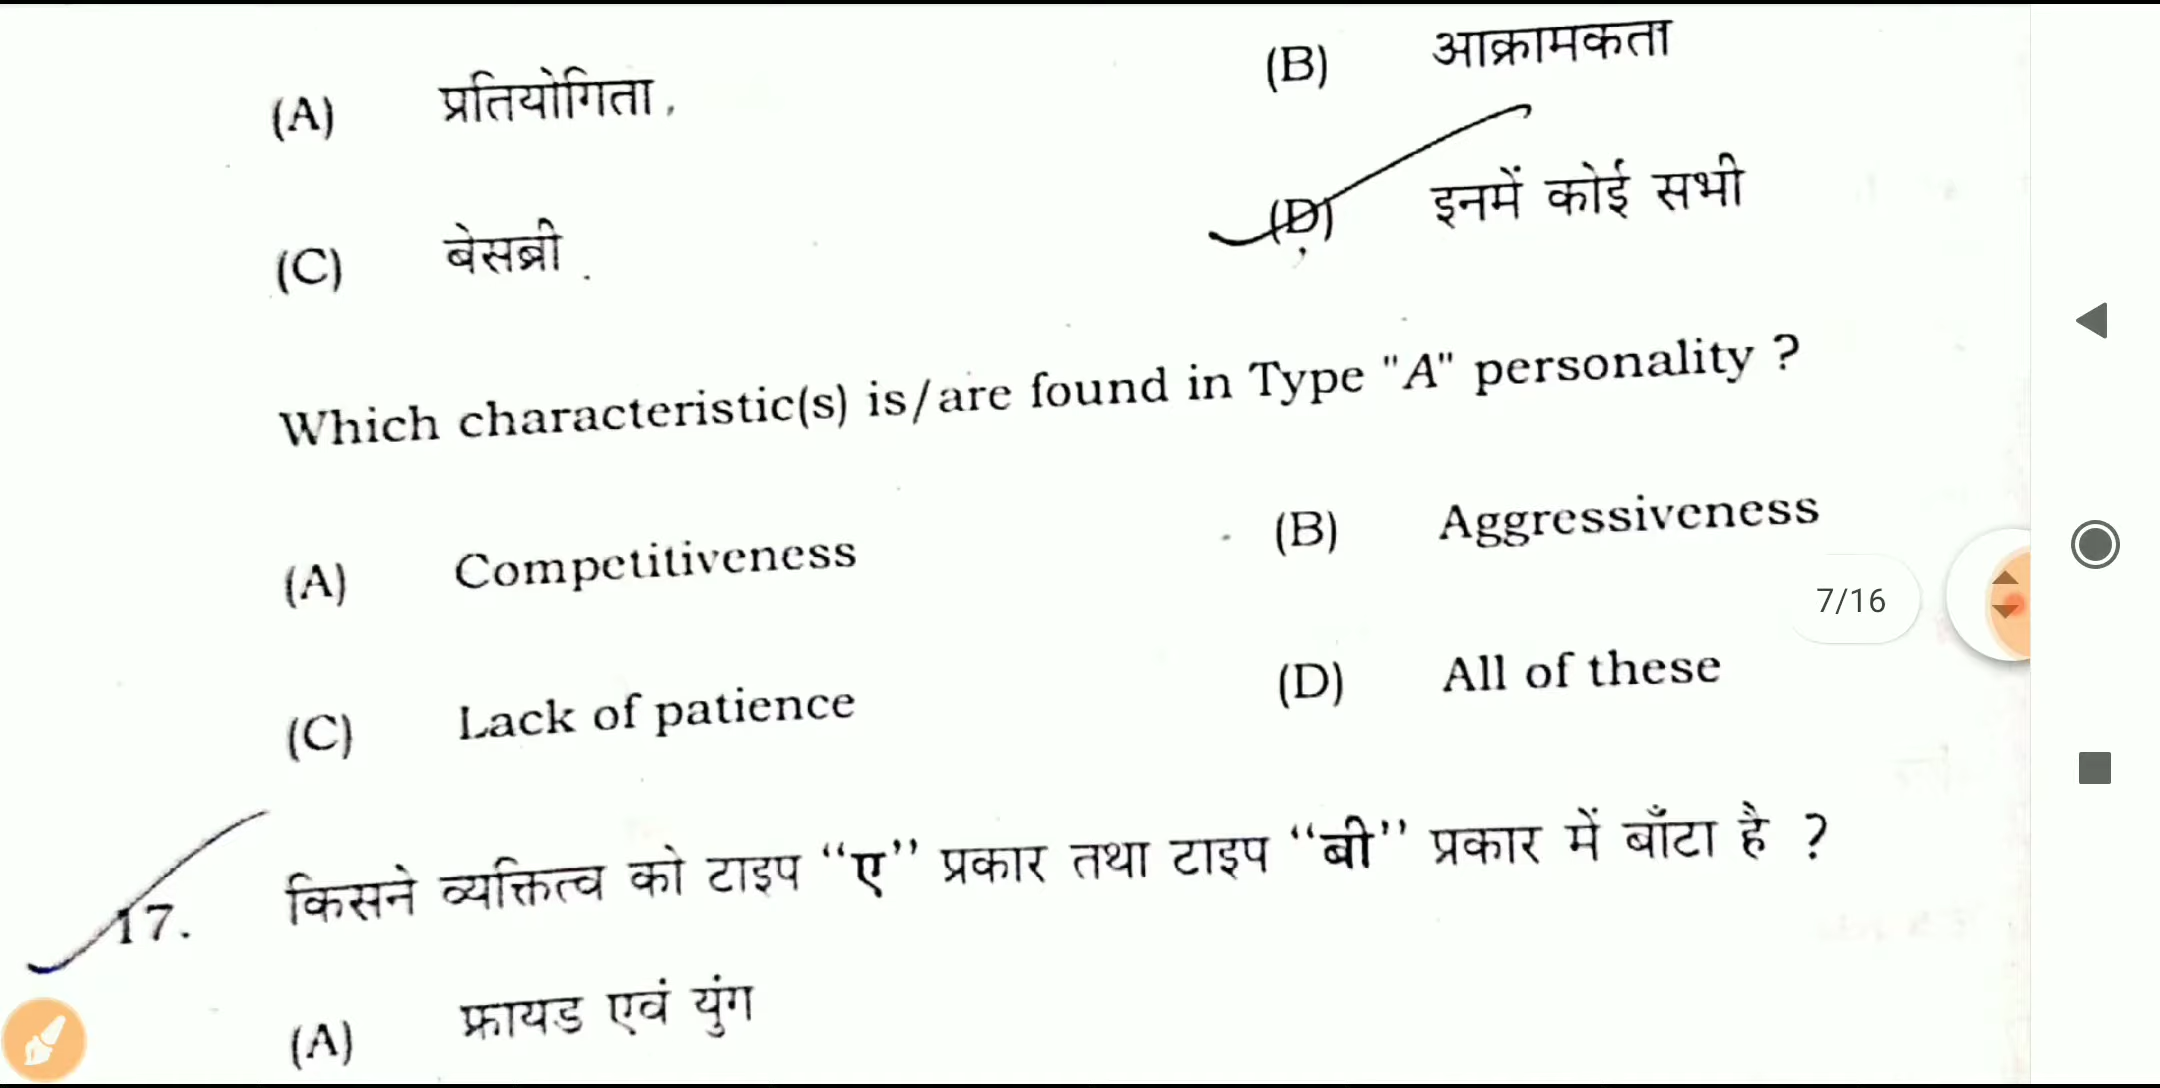 (A) प्रतियोगिता. (B) आक्रामकता
(C) बेसब्री. (D) इनमें कोई सभी
Which characteristic(s) is/are found in Type "A" personality ?
(A) Competitiveness (B) Aggressiveness
(C) Lack of patience (D) All of these
17. किसने व्यक्तित्व को टाइप “ए” प्रकार तथा टाइप “बी” प्रकार में बाँटा है ?
(A) फ्रायड एवं युंग
7/16